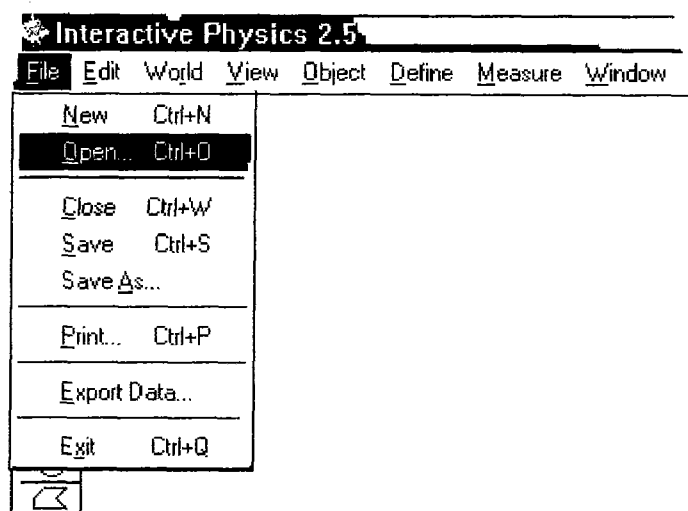 Interactive Physics 2.5
File Edit World View Object Define Measure Window
New Ctrl+N
Open... Ctrl+O
Close Ctrl+W
Save Ctrl+S
Save As...
Print... Ctrl+P
Export Data...
Exit Ctrl+Q